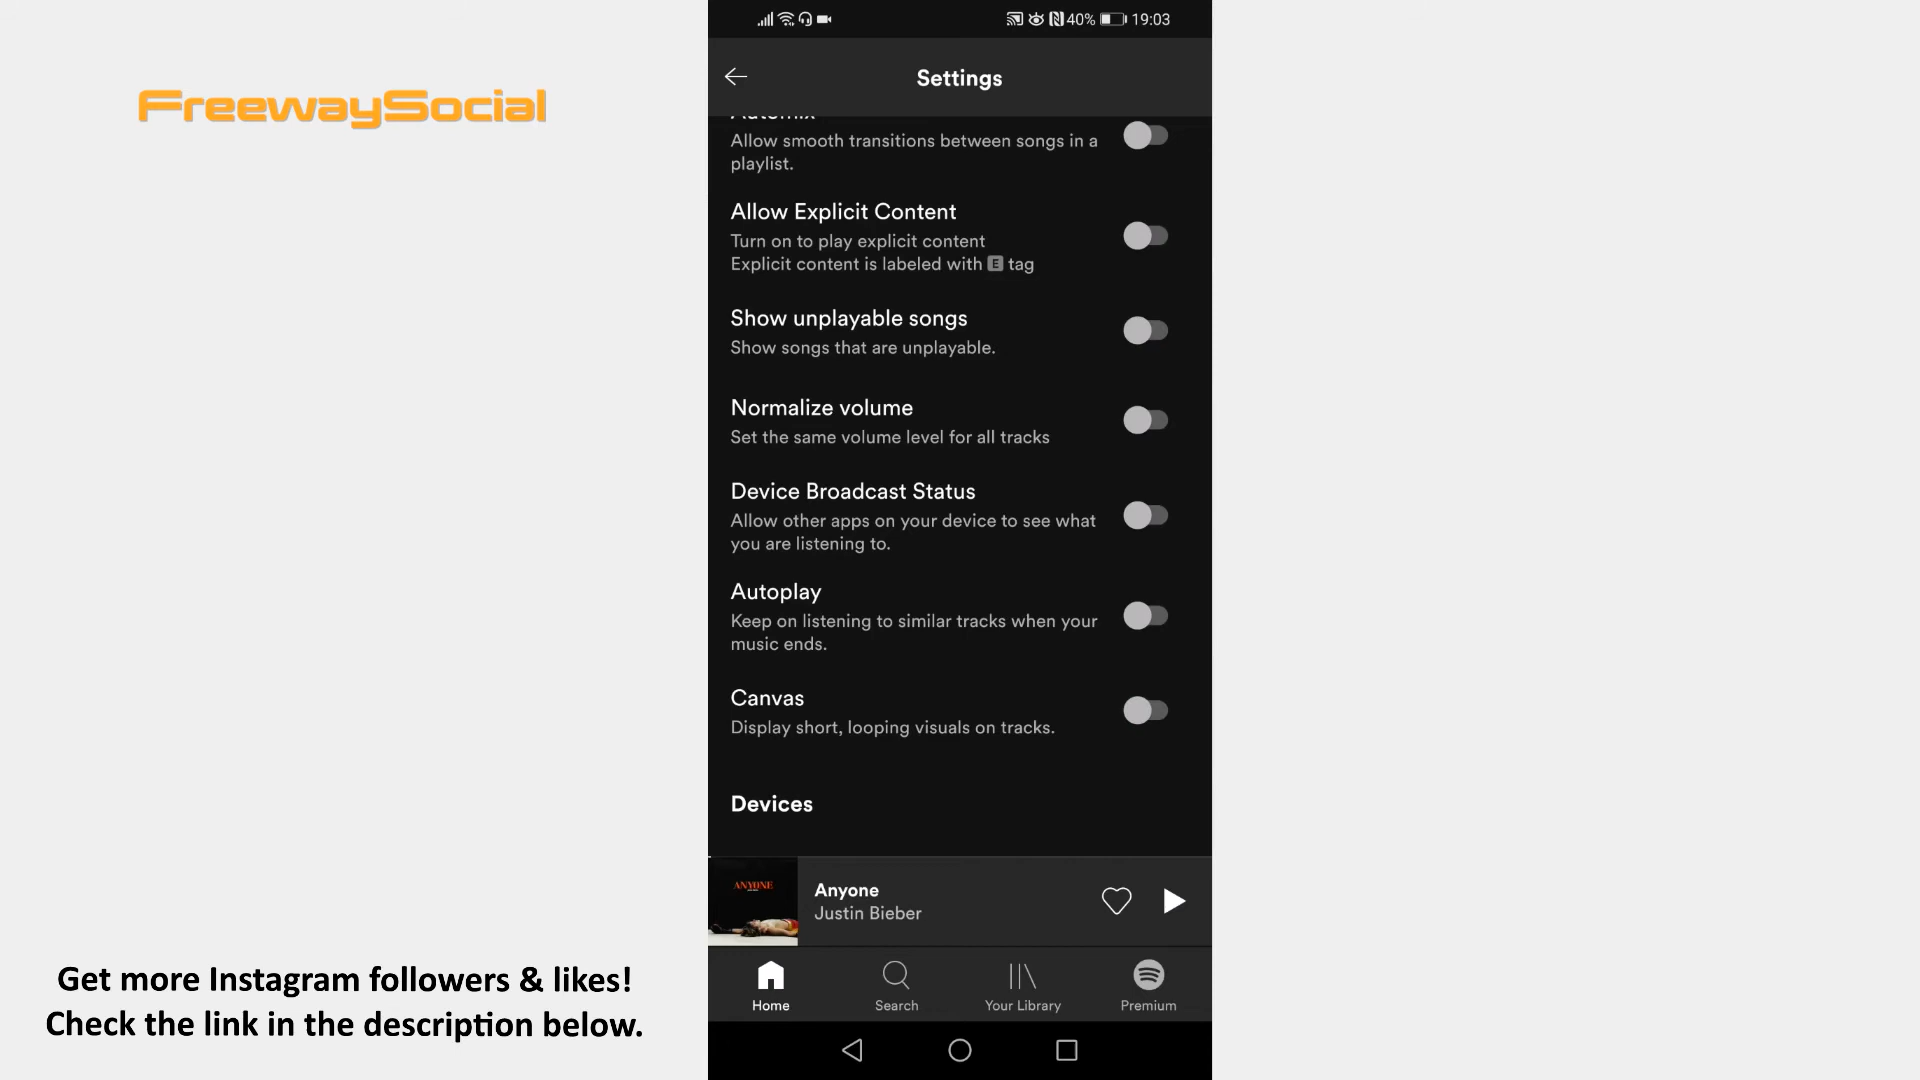 FreewaySocial
40% 19:03
Settings
Automix
Allow smooth transitions between songs in a
playlist.
Allow Explicit Content
Turn on to play explicit content
Explicit content is labeled with E tag
Show unplayable songs
Show songs that are unplayable.
Normalize volume
Set the same volume level for all tracks
Device Broadcast Status
Allow other apps on your device to see what
you are listening to.
Autoplay
Keep on listening to similar tracks when your
music ends.
Canvas
Display short, looping visuals on tracks.
Devices
ANYONE
Anyone
Justin Bieber
Home Search Your Library Premium
Get more Instagram followers & likes!
Check the link in the description below.